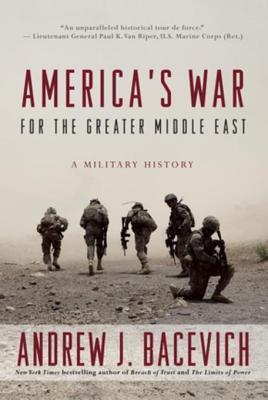 "An unparalleled historical tour de force."
— Lieutenant General Paul K. Van Riper, U.S. Marine Corps (Ret.)
AMERICA'S WAR
FOR THE GREATER MIDDLE EAST
A MILITARY HISTORY
ANDREW J. BACEVICH
New York Times bestselling author of Breach of Trust and The Limits of Power